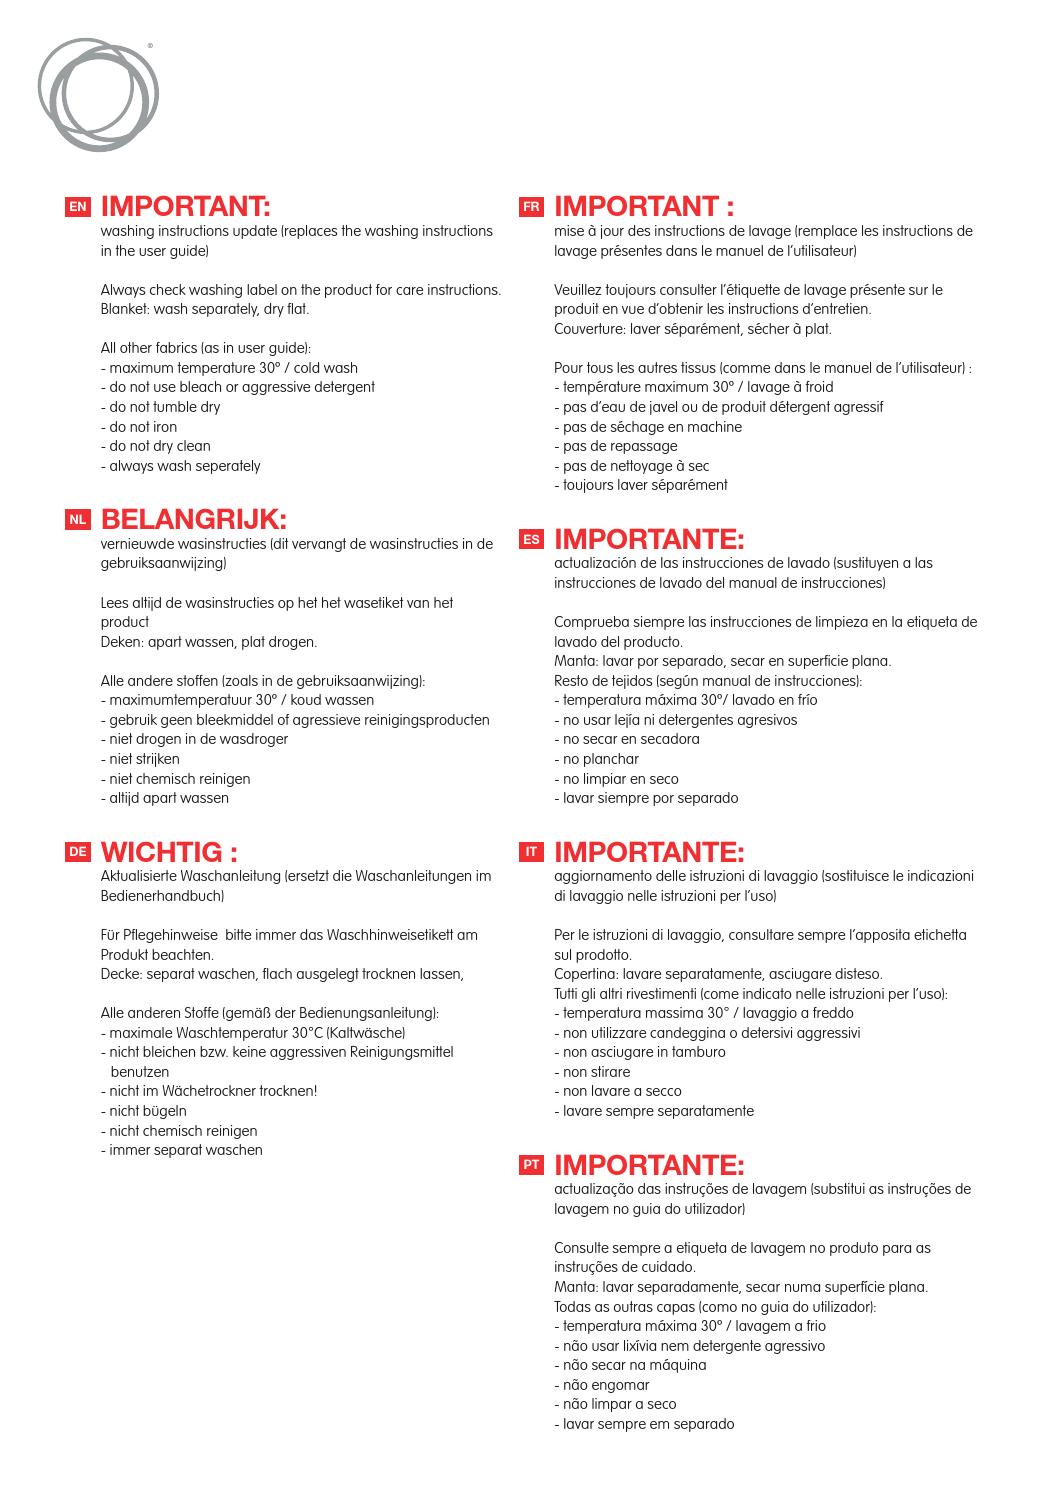 ®
EN IMPORTANT:
washing instructions update (replaces the washing instructions
in the user guide)
Always check washing label on the product for care instructions.
Blanket: wash separately, dry flat.
All other fabrics (as in user guide):
- maximum temperature 30º / cold wash
- do not use bleach or aggressive detergent
- do not tumble dry
- do not iron
- do not dry clean
- always wash seperately
NL BELANGRIJK:
vernieuwde wasinstructies (dit vervangt de wasinstructies in de
gebruiksaanwijzing)
Lees altijd de wasinstructies op het het wasetiket van het
product
Deken: apart wassen, plat drogen.
Alle andere stoffen (zoals in de gebruiksaanwijzing):
- maximumtemperatuur 30º / koud wassen
- gebruik geen bleekmiddel of agressieve reinigingsproducten
- niet drogen in de wasdroger
- niet strijken
- niet chemisch reinigen
- altijd apart wassen
DE WICHTIG :
Aktualisierte Waschanleitung (ersetzt die Waschanleitungen im
Bedienerhandbuch)
Für Pflegehinweise  bitte immer das Waschhinweisetikett am
Produkt beachten.
Decke: separat waschen, flach ausgelegt trocknen lassen,
Alle anderen Stoffe (gemäß der Bedienungsanleitung):
- maximale Waschtemperatur 30°C (Kaltwäsche)
- nicht bleichen bzw. keine aggressiven Reinigungsmittel
benutzen
- nicht im Wächetrockner trocknen!
- nicht bügeln
- nicht chemisch reinigen
- immer separat waschen
FR IMPORTANT :
mise à jour des instructions de lavage (remplace les instructions de
lavage présentes dans le manuel de l’utilisateur)
Veuillez toujours consulter l’étiquette de lavage présente sur le
produit en vue d’obtenir les instructions d’entretien.
Couverture: laver séparément, sécher à plat.
Pour tous les autres tissus (comme dans le manuel de l’utilisateur) :
- température maximum 30º / lavage à froid
- pas d’eau de javel ou de produit détergent agressif
- pas de séchage en machine
- pas de repassage
- pas de nettoyage à sec
- toujours laver séparément
ES IMPORTANTE:
actualización de las instrucciones de lavado (sustituyen a las
instrucciones de lavado del manual de instrucciones)
Comprueba siempre las instrucciones de limpieza en la etiqueta de
lavado del producto.
Manta: lavar por separado, secar en superficie plana.
Resto de tejidos (según manual de instrucciones):
- temperatura máxima 30º/ lavado en frío
- no usar lejía ni detergentes agresivos
- no secar en secadora
- no planchar
- no limpiar en seco
- lavar siempre por separado
IT IMPORTANTE:
aggiornamento delle istruzioni di lavaggio (sostituisce le indicazioni
di lavaggio nelle istruzioni per l’uso)
Per le istruzioni di lavaggio, consultare sempre l’apposita etichetta
sul prodotto.
Copertina: lavare separatamente, asciugare disteso.
Tutti gli altri rivestimenti (come indicato nelle istruzioni per l’uso):
- temperatura massima 30° / lavaggio a freddo
- non utilizzare candeggina o detersivi aggressivi
- non asciugare in tamburo
- non stirare
- non lavare a secco
- lavare sempre separatamente
PT IMPORTANTE:
actualização das instruções de lavagem (substitui as instruções de
lavagem no guia do utilizador)
Consulte sempre a etiqueta de lavagem no produto para as
instruções de cuidado.
Manta: lavar separadamente, secar numa superfície plana.
Todas as outras capas (como no guia do utilizador):
- temperatura máxima 30º / lavagem a frio
- não usar lixívia nem detergente agressivo
- não secar na máquina
- não engomar
- não limpar a seco
- lavar sempre em separado